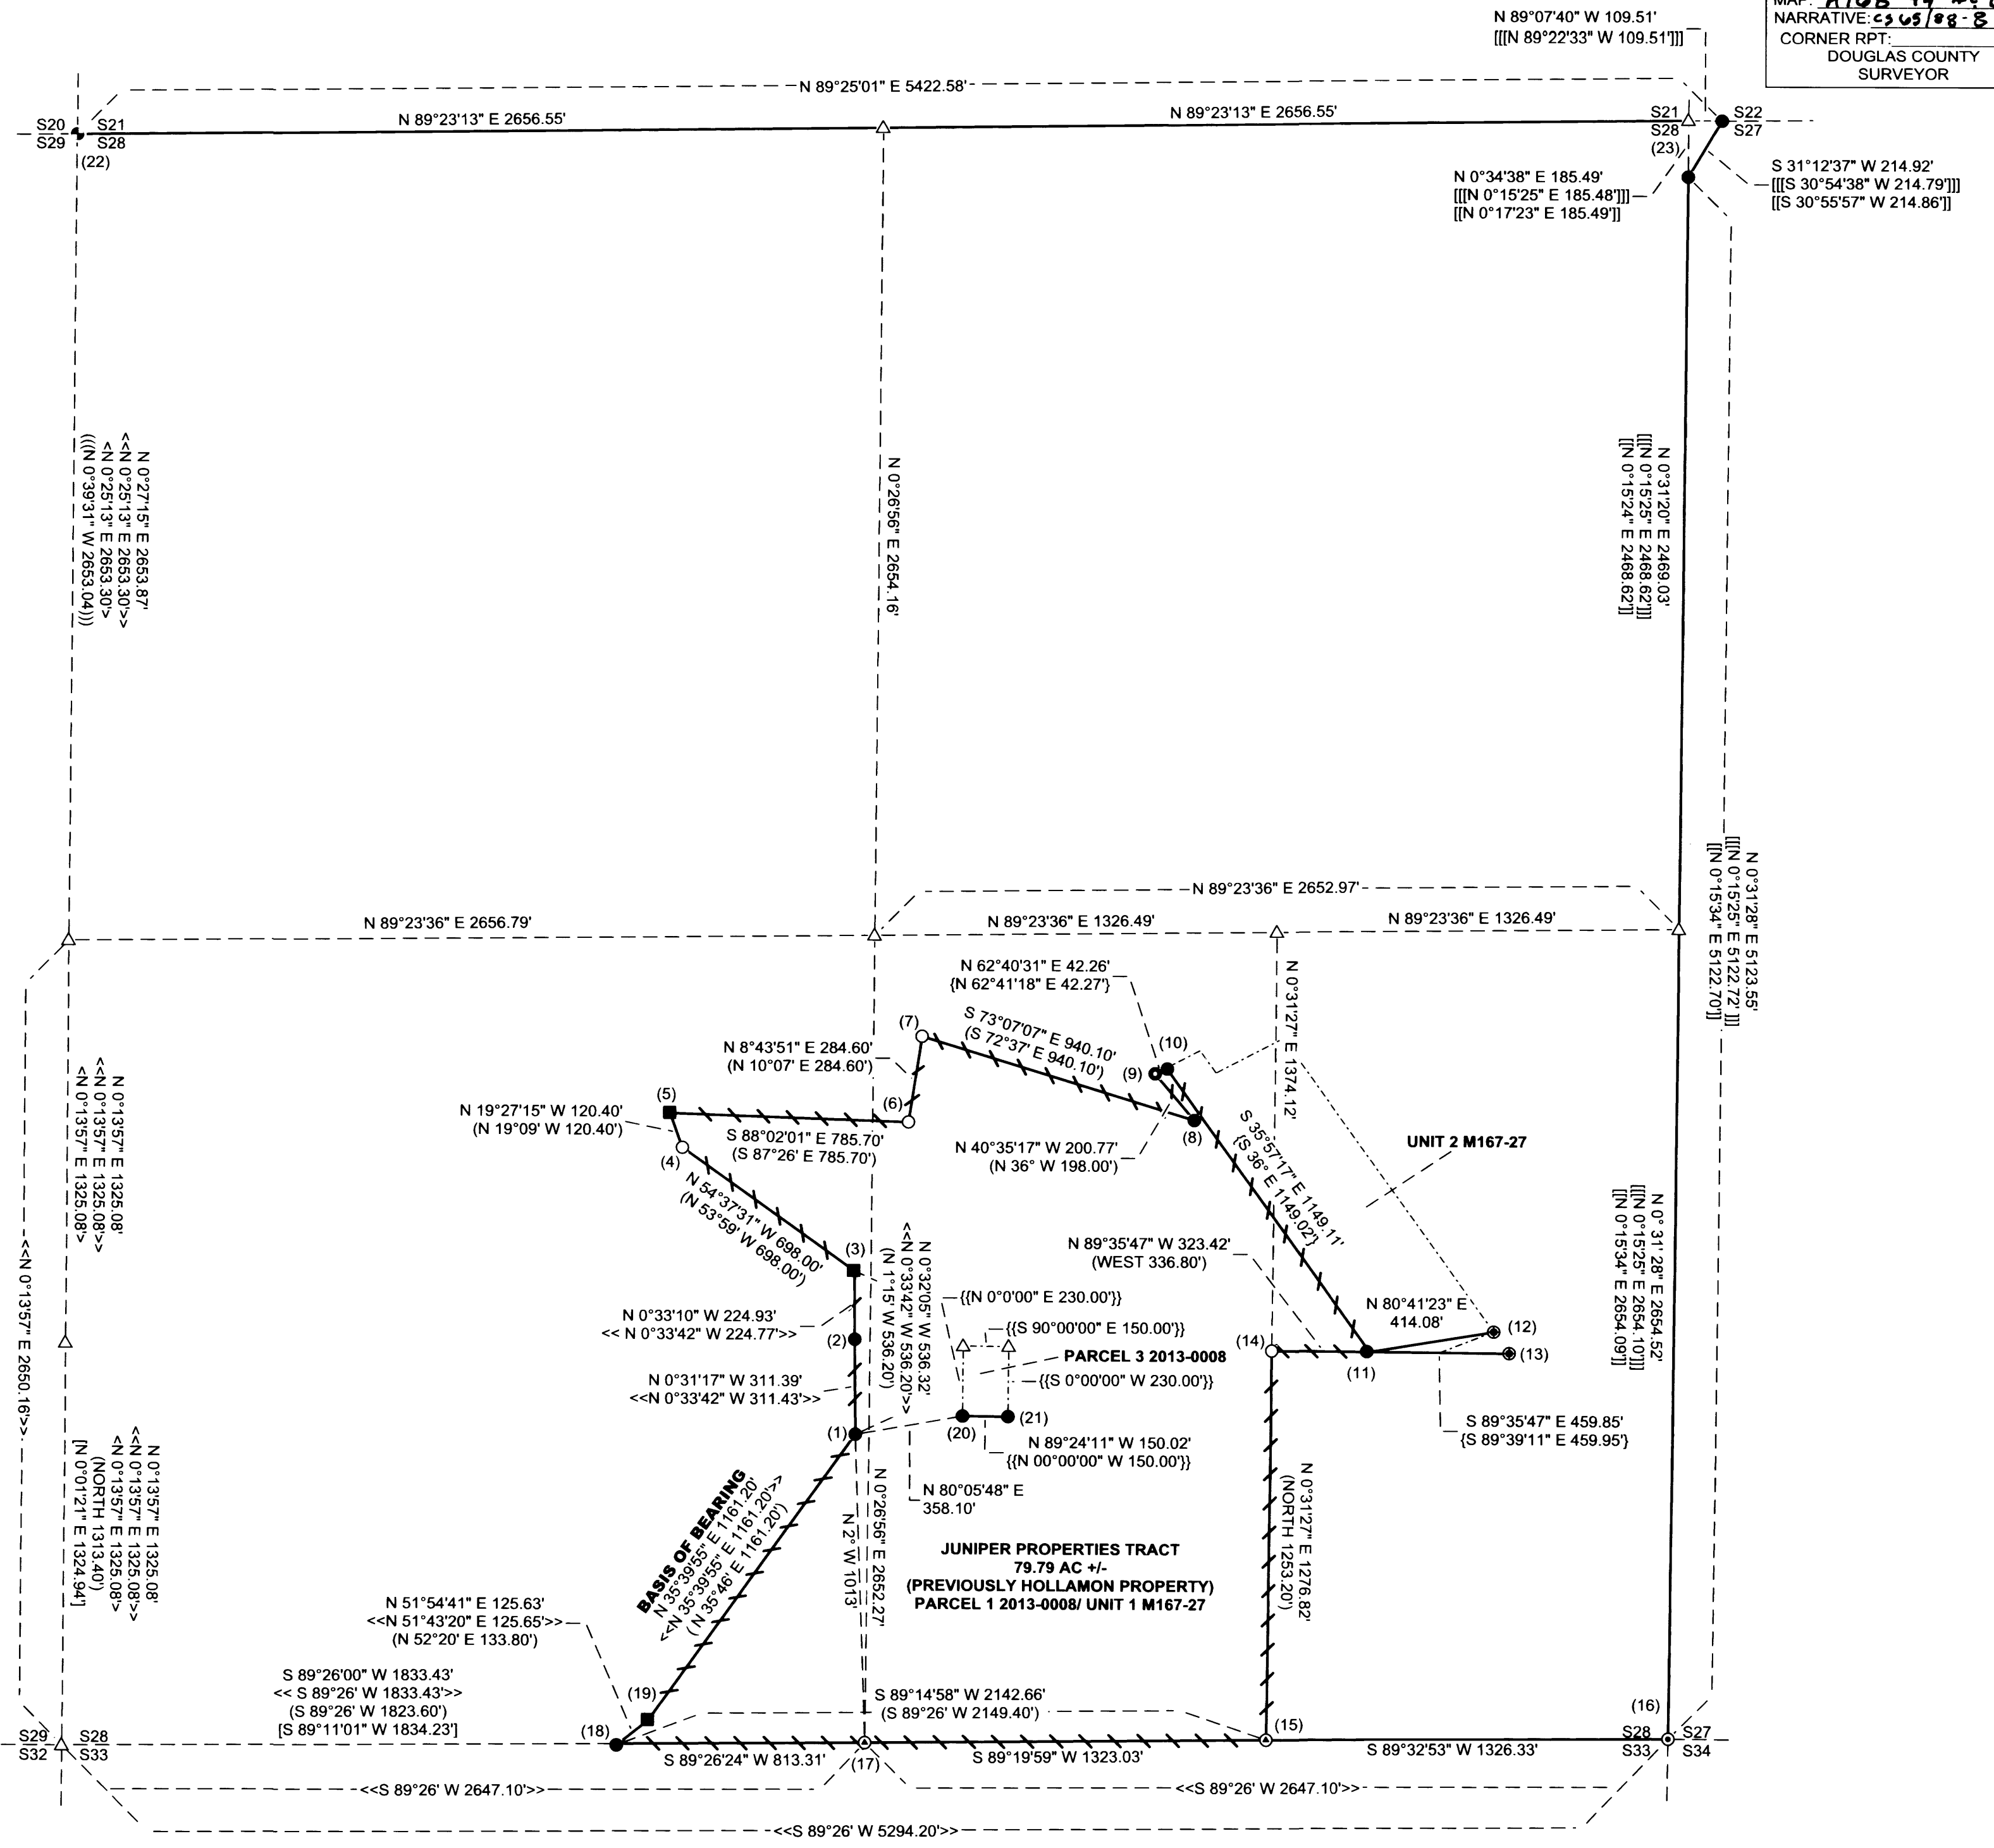 N 89°07'40" W 109.51'
[[[N 89°22'33" W 109.51']]]
MAP:
NARRATIVE: CS 65/88-8
CORNER RPT:
DOUGLAS COUNTY
SURVEYOR
N 89°25'01" E 5422.58'
S20
S21
S29
S28
(22)
N 89°23'13" E 2656.55'
N 89°23'13" E 2656.55'
S21
S22
S28
S27
(23)
N 0°34'38" E 185.49'
[[[N 0°15'25" E 185.48']]]
[[N 0°17'23" E 185.49']]
S 31°12'37" W 214.92'
[[[S 30°54'38" W 214.79']]]
[[S 30°55'57" W 214.86']]
N 0°27'15" E 2653.87'
<<N 0°25'13" E 2653.30'>>
<N 0°25'13" E 2653.30'>
(((N 0°39'31" W 2653.04)))
N 0°26'56" E 2654.16'
N 0°31'20" E 2469.03'
[[[N 0°15'25" E 2468.62']]]
[[N 0°15'24" E 2468.62']]
N 0°31'28" E 5123.55'
[[[N 0°15'25" E 5122.72']]]
[[N 0°15'34" E 5122.70']]
N 89°23'36" E 2652.97'
N 89°23'36" E 2656.79'
N 89°23'36" E 1326.49'
N 89°23'36" E 1326.49'
N 62°40'31" E 42.26'
{N 62°41'18" E 42.27'}
N 0°31'27" E 1374.12'
(7)
S 73°07'07" E 940.10'
(S 72°37' E 940.10')
(10)
(9)
N 8°43'51" E 284.60'
(N 10°07' E 284.60')
(5)
(6)
N 19°27'15" W 120.40'
(N 19°09' W 120.40')
S 88°02'01" E 785.70'
(S 87°26' E 785.70')
(4)
(8)
N 40°35'17" W 200.77'
(N 36° W 198.00')
S 35°57'17" E 1149.11'
{S 36° E 1149.02'}
UNIT 2 M167-27
N 0°13'57" E 1325.08'
<<N 0°13'57" E 1325.08'>>
<N 0°13'57" E 1325.08'>
N 54°37'31" W 698.00'
(N 53°59' W 698.00')
N 0° 31' 28" E 2654.52'
[[[N 0°15'25" E 2654.10']]]
[[N 0°15'34" E 2654.09']]
(3)
N 0°32'05" W 536.32'
<<N 0°33'42" W 536.20'>>
(N 1°15' W 536.20')
N 89°35'47" W 323.42'
(WEST 336.80')
<<N 0°13'57" E 2650.16'>>
{{N 0°0'00" E 230.00'}}
N 0°33'10" W 224.93'
<< N 0°33'42" W 224.77'>>
(2)
{{S 90°00'00" E 150.00'}}
PARCEL 3 2013-0008
{{S 0°00'00" W 230.00'}}
N 80°41'23" E
414.08'
(12)
(14)
(11)
(13)
N 0°31'17" W 311.39'
<<N 0°33'42" W 311.43'>>
(1)
(20)
(21)
N 89°24'11" W 150.02'
{{N 00°00'00" W 150.00'}}
S 89°35'47" E 459.85'
{S 89°39'11" E 459.95'}
N 80°05'48" E
358.10'
N 0°13'57" E 1325.08'
<<N 0°13'57" E 1325.08'>>
<N 0°13'57" E 1325.08'>
(NORTH 1313.40')
[N 0°01'21" E 1324.94']
BASIS OF BEARING
N 35°39'55" E 1161.20'
<<N 35°39'55" E 1161.20'>>
(N 35°46' E 1161.20')
N 0°26'56" E 2652.27'
N 2° W 1013'
N 0°31'27" E 1276.82'
(NORTH 1253.20')
JUNIPER PROPERTIES TRACT
79.79 AC +/-
(PREVIOUSLY HOLLAMON PROPERTY)
PARCEL 1 2013-0008/ UNIT 1 M167-27
N 51°54'41" E 125.63'
<<N 51°43'20" E 125.65'>>
(N 52°20' E 133.80')
S 89°26'00" W 1833.43'
<< S 89°26' W 1833.43'>>
(S 89°26' W 1823.60')
[S 89°11'01" W 1834.23']
(19)
S 89°14'58" W 2142.66'
(S 89°26' W 2149.40')
(16)
(18)
(15)
S29
S28
S32
S33
S 89°26'24" W 813.31'
(17)
S 89°19'59" W 1323.03'
S 89°32'53" W 1326.33'
S28
S27
S33
S34
<<S 89°26' W 2647.10'>>
<<S 89°26' W 2647.10'>>
<<S 89°26' W 5294.20'>>